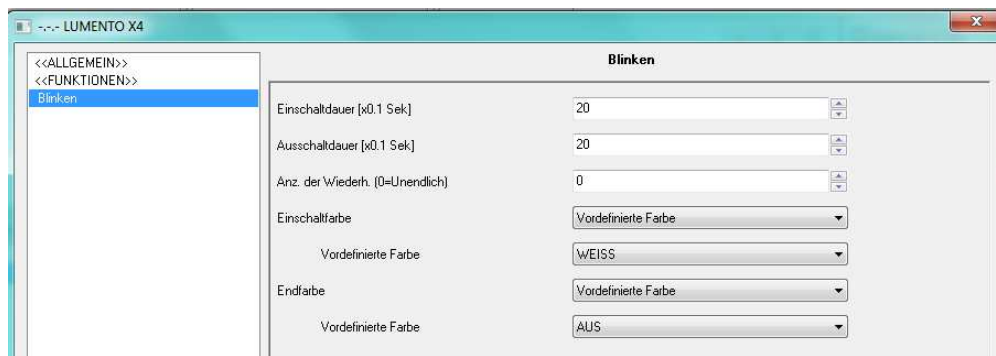 -.-.- LUMENTO X4
<<ALLGEMEIN>>
<<FUNKTIONEN>>
Blinken
Blinken
Einschaltdauer [x0.1 Sek] 20
Ausschaltdauer [x0.1 Sek] 20
Anz. der Wiederh. (0=Unendlich) 0
Einschaltfarbe Vordefinierte Farbe
Vordefinierte Farbe WEISS
Endfarbe Vordefinierte Farbe
Vordefinierte Farbe AUS